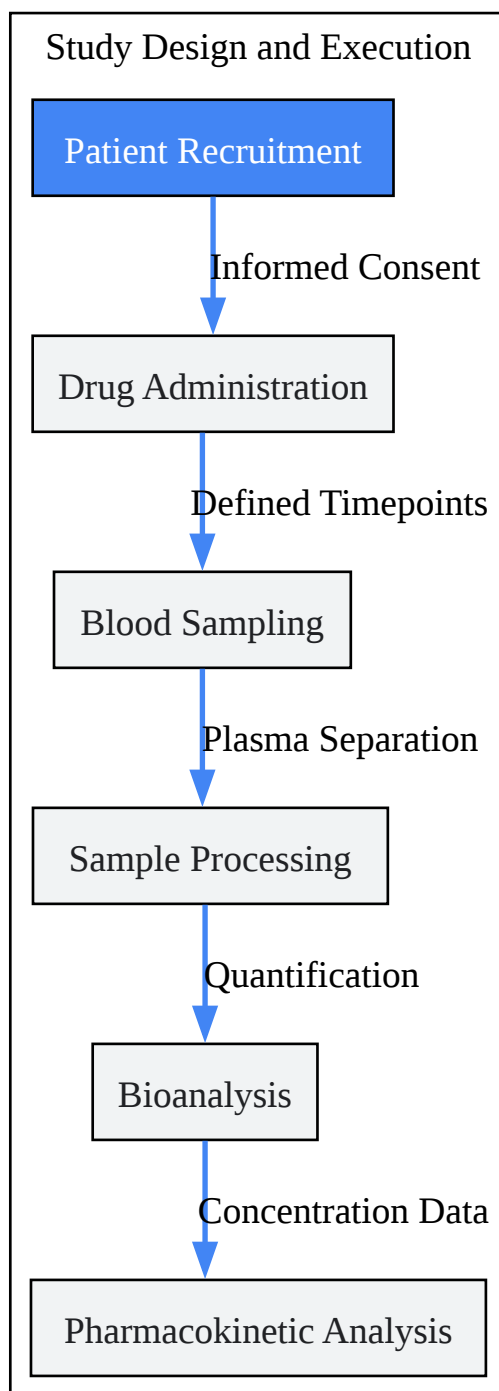 Study Design and Execution
Patient Recruitment
Informed Consent
Drug Administration
Defined Timepoints
Blood Sampling
Plasma Separation
Sample Processing
Quantification
Bioanalysis
Concentration Data
Pharmacokinetic Analysis